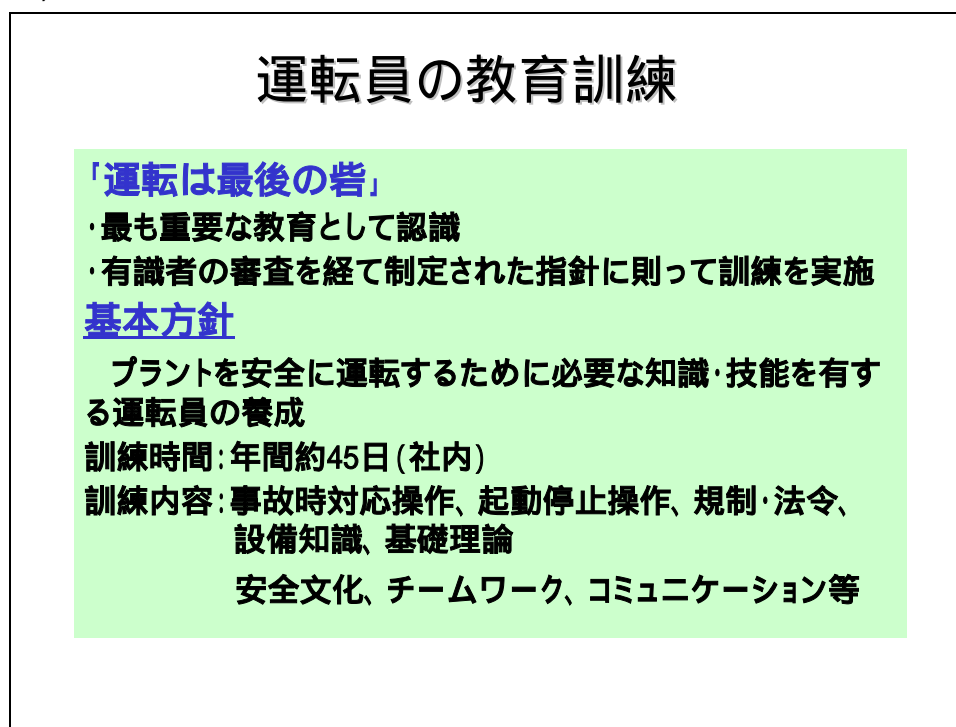 運転員の教育訓練
「運転は最後の砦」
・最も重要な教育として認識
・有識者の審査を経て制定された指針に則って訓練を実施
基本方針
プラントを安全に運転するために必要な知識・技能を有す
る運転員の養成
訓練時間:年間約45日(社内)
訓練内容:事故時対応操作、起動停止操作、規制・法令、
設備知識、基礎理論
安全文化、チームワーク、コミュニケーション等